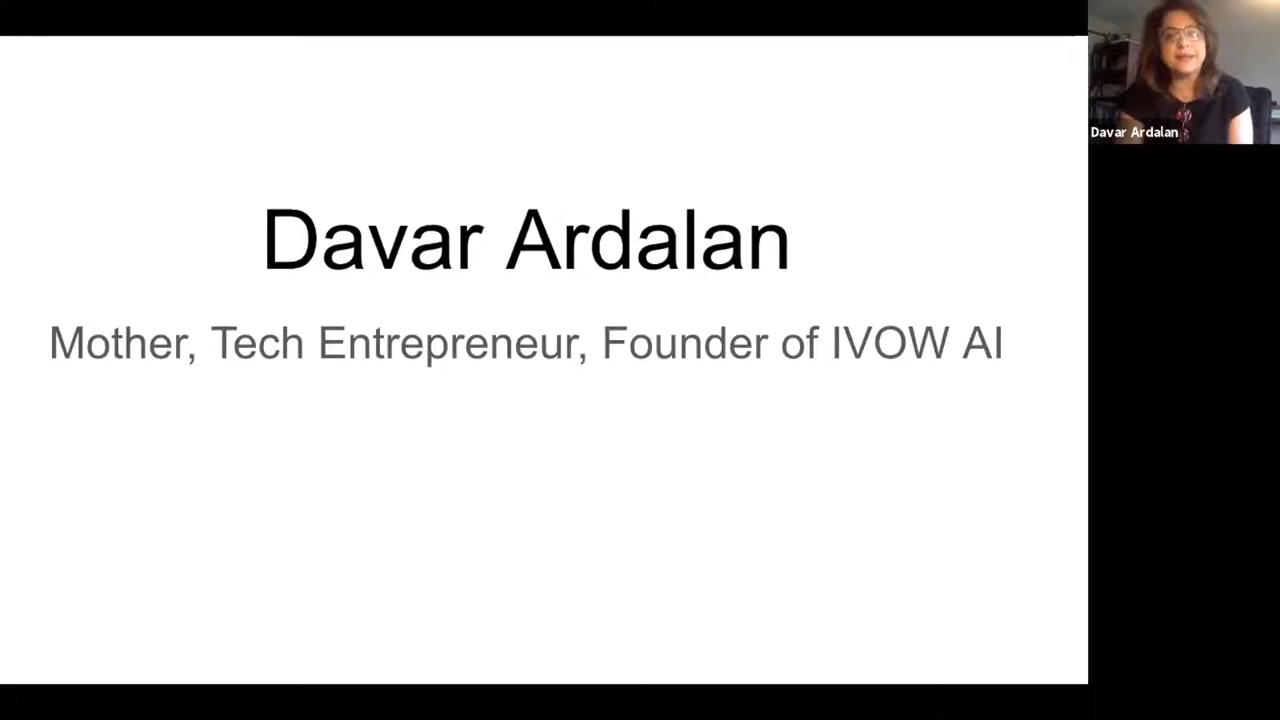 Davar Ardalan
Mother, Tech Entrepreneur, Founder of IVOW AI
Davar Ardalan